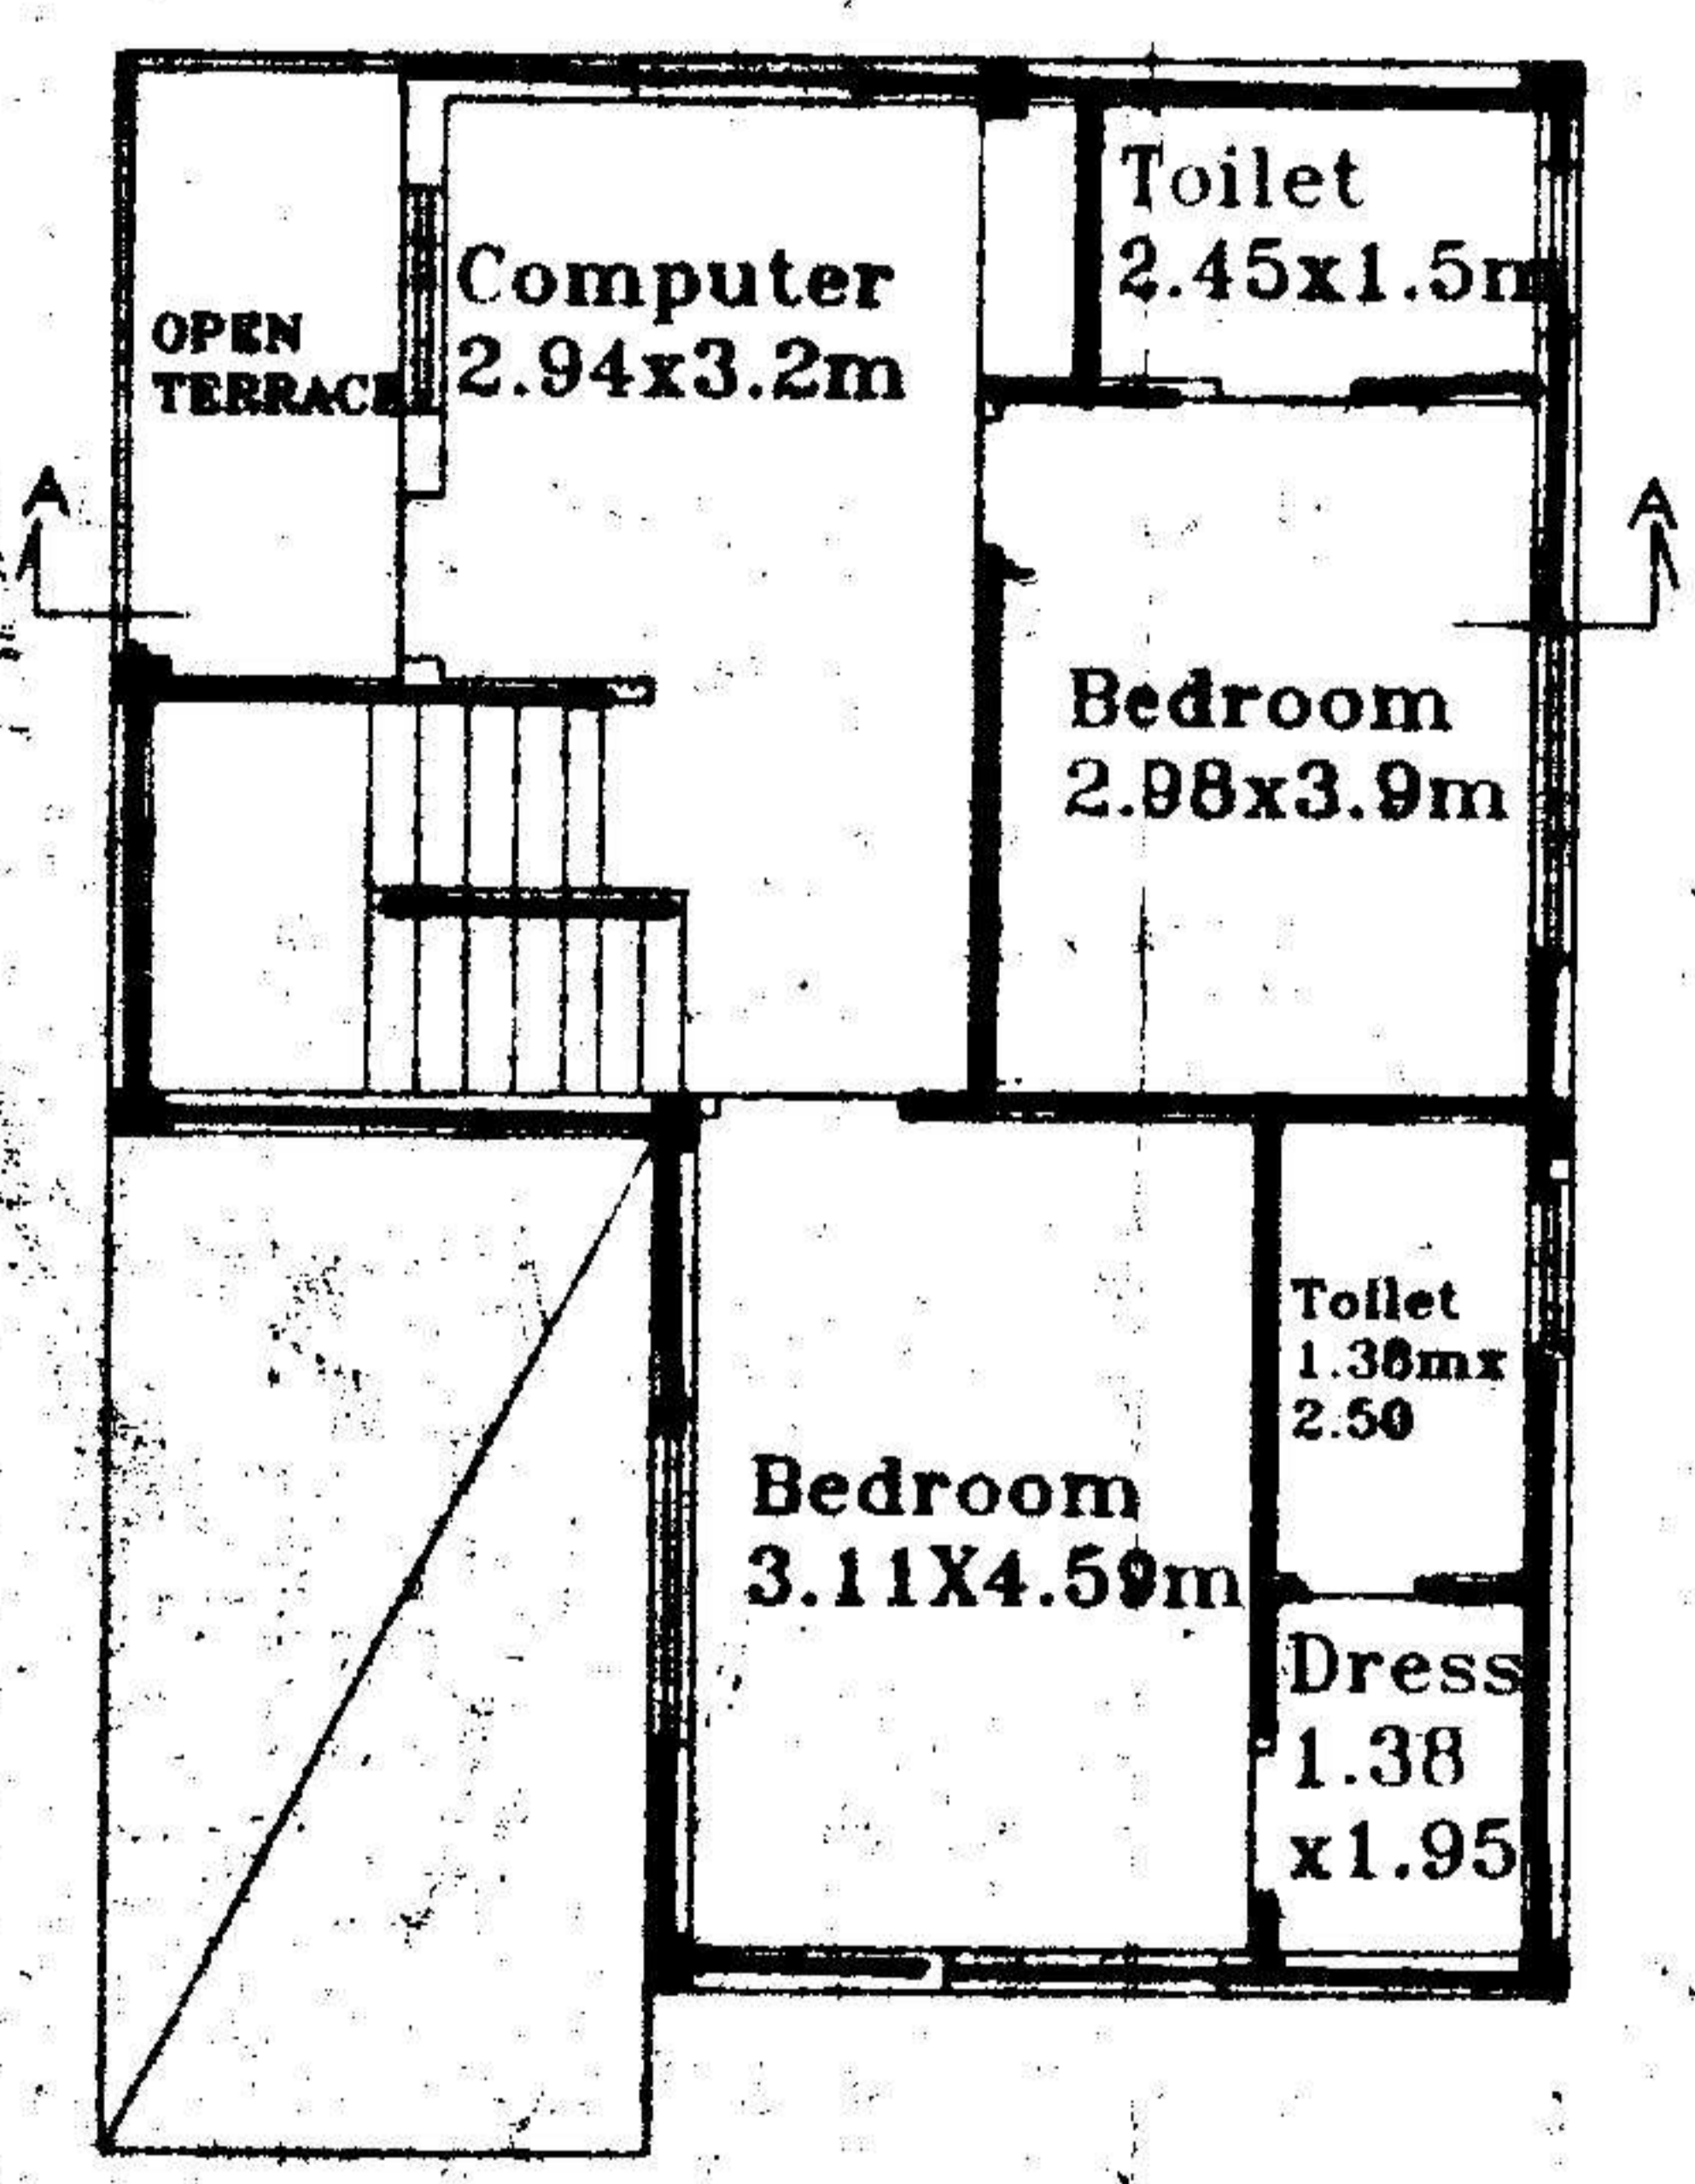 Toilet
2.45x1.5m
Computer
2.94x3.2m
OPEN
TERRACE
A
A
Bedroom
2.98x3.9m
Toilet
1.38mx
2.50
Bedroom
3.11X4.59m
Dress
1.38
x1.95